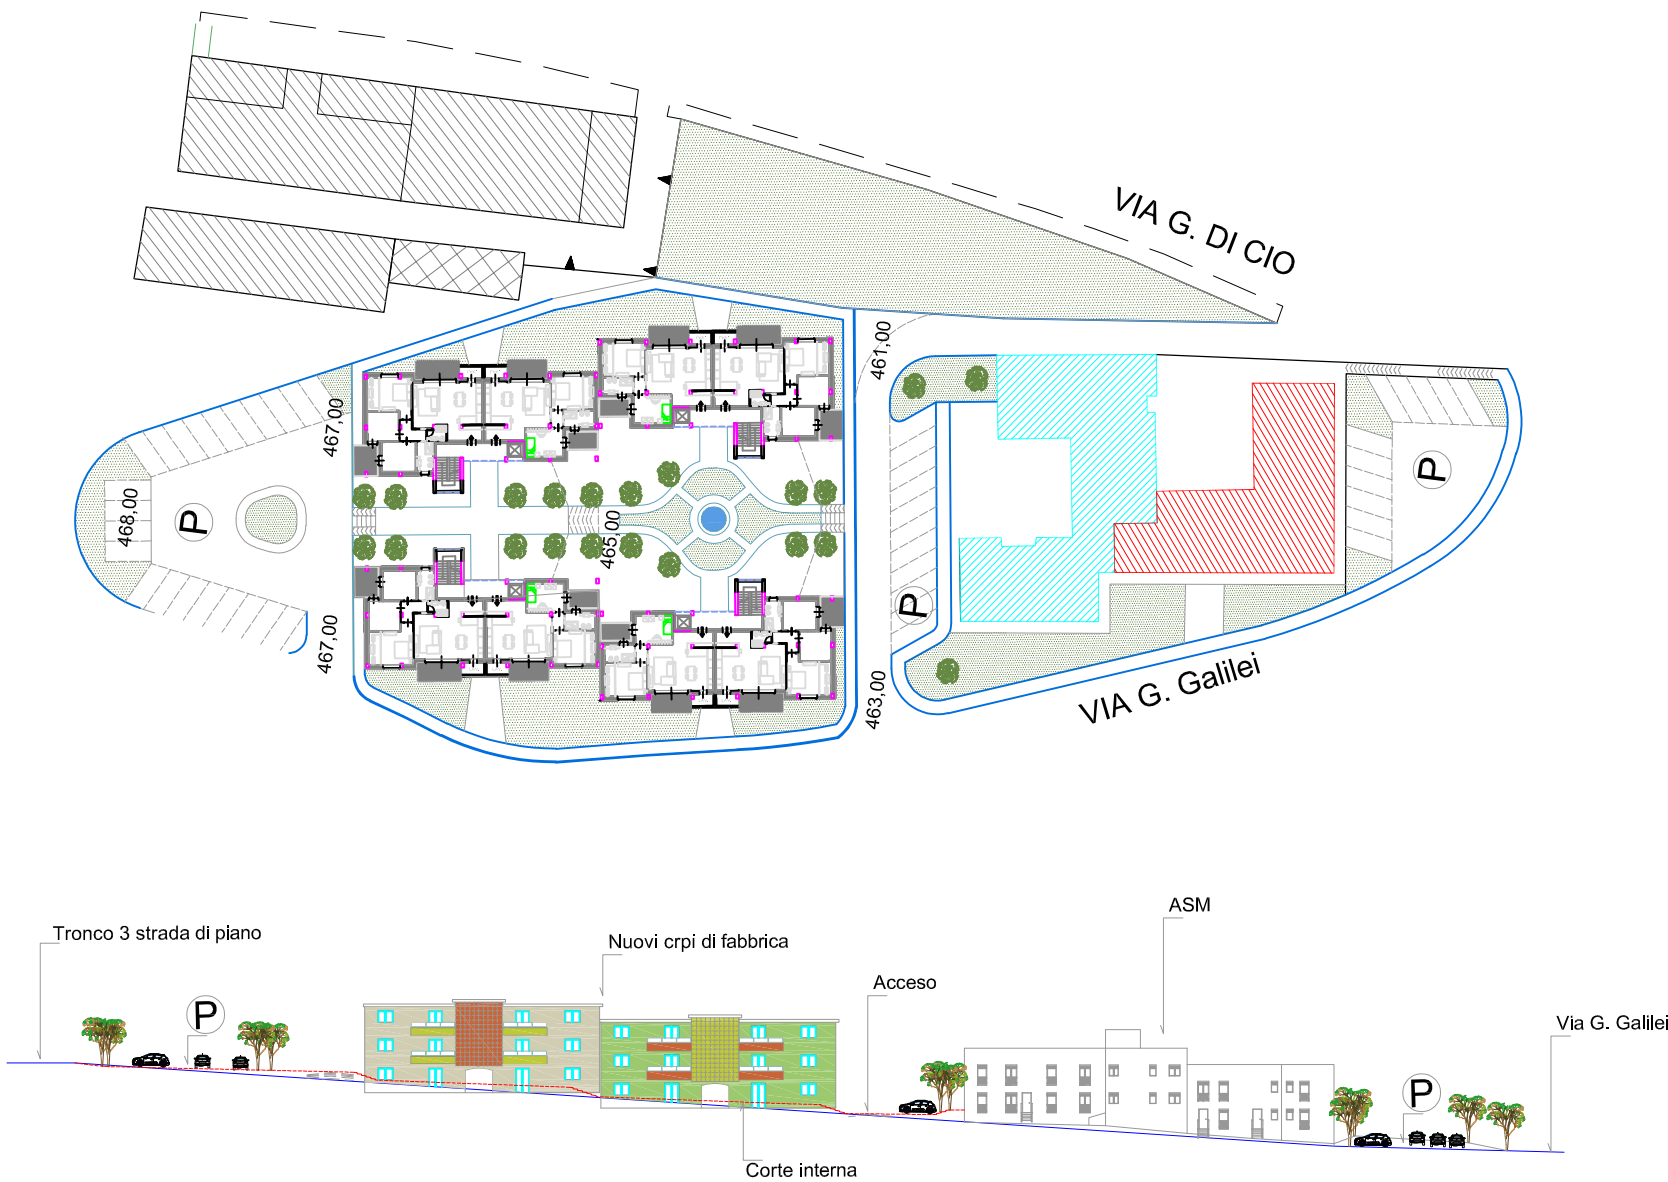 VIA G. DI CIO
461,00
467,00
P
468,00
P
465,00
P
467,00
463,00
VIA G. Galilei
ASM
Tronco 3 strada di piano
Nuovi crpi di fabbrica
Acceso
P
Via G. Galilei
P
Corte interna